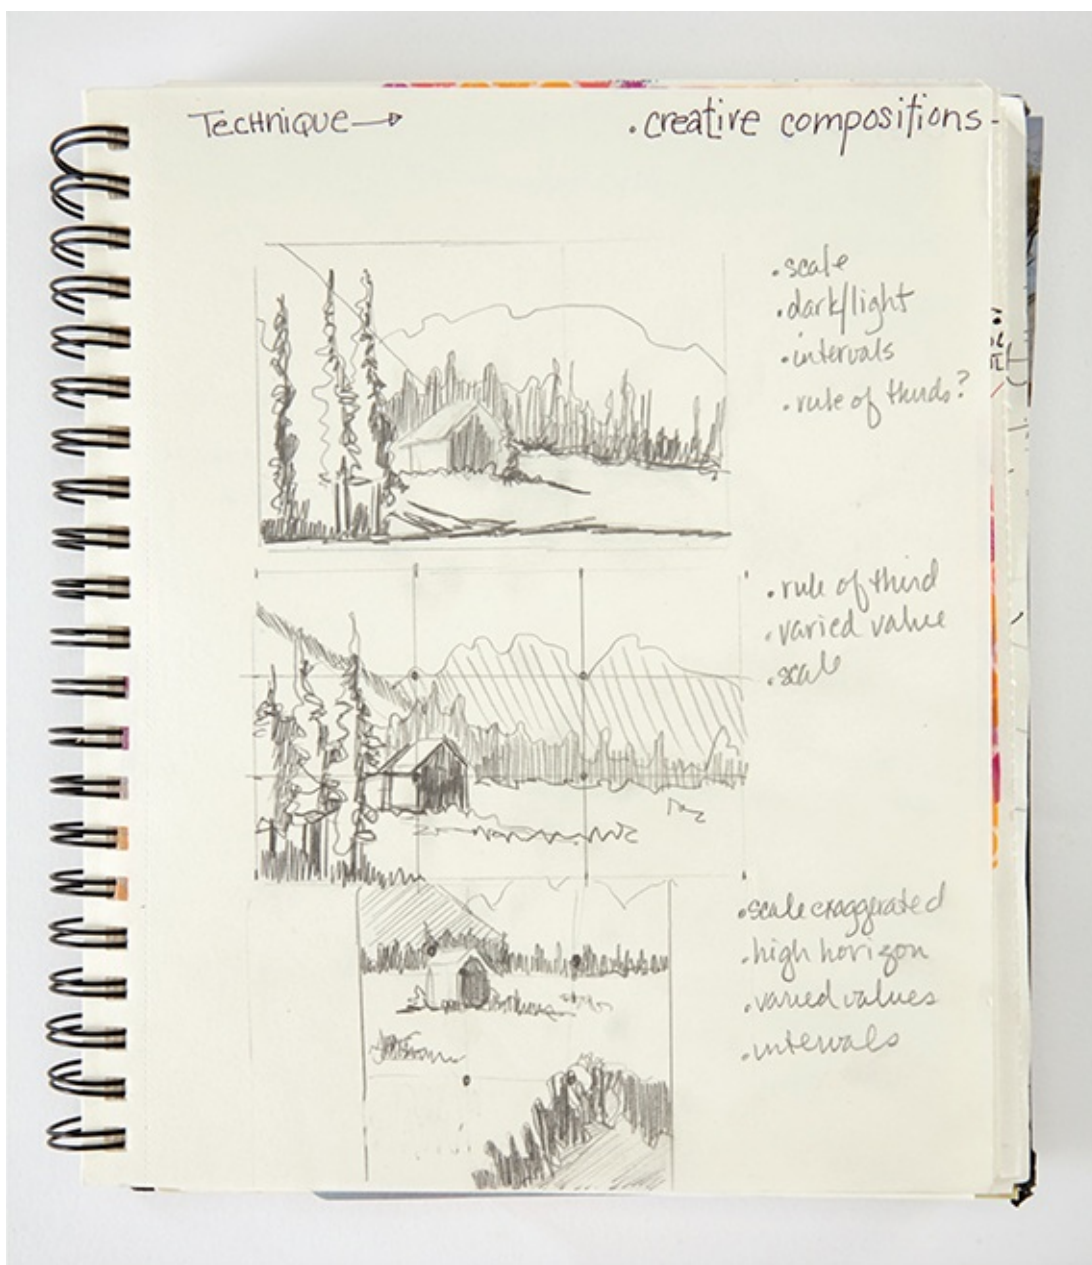 Technique →
• creative compositions -
• scale
• dark/light
• intervals
• rule of thirds?
• rule of third
• varied value
• scale
• scale exaggerated
• high horizon
• varied values
• intervals